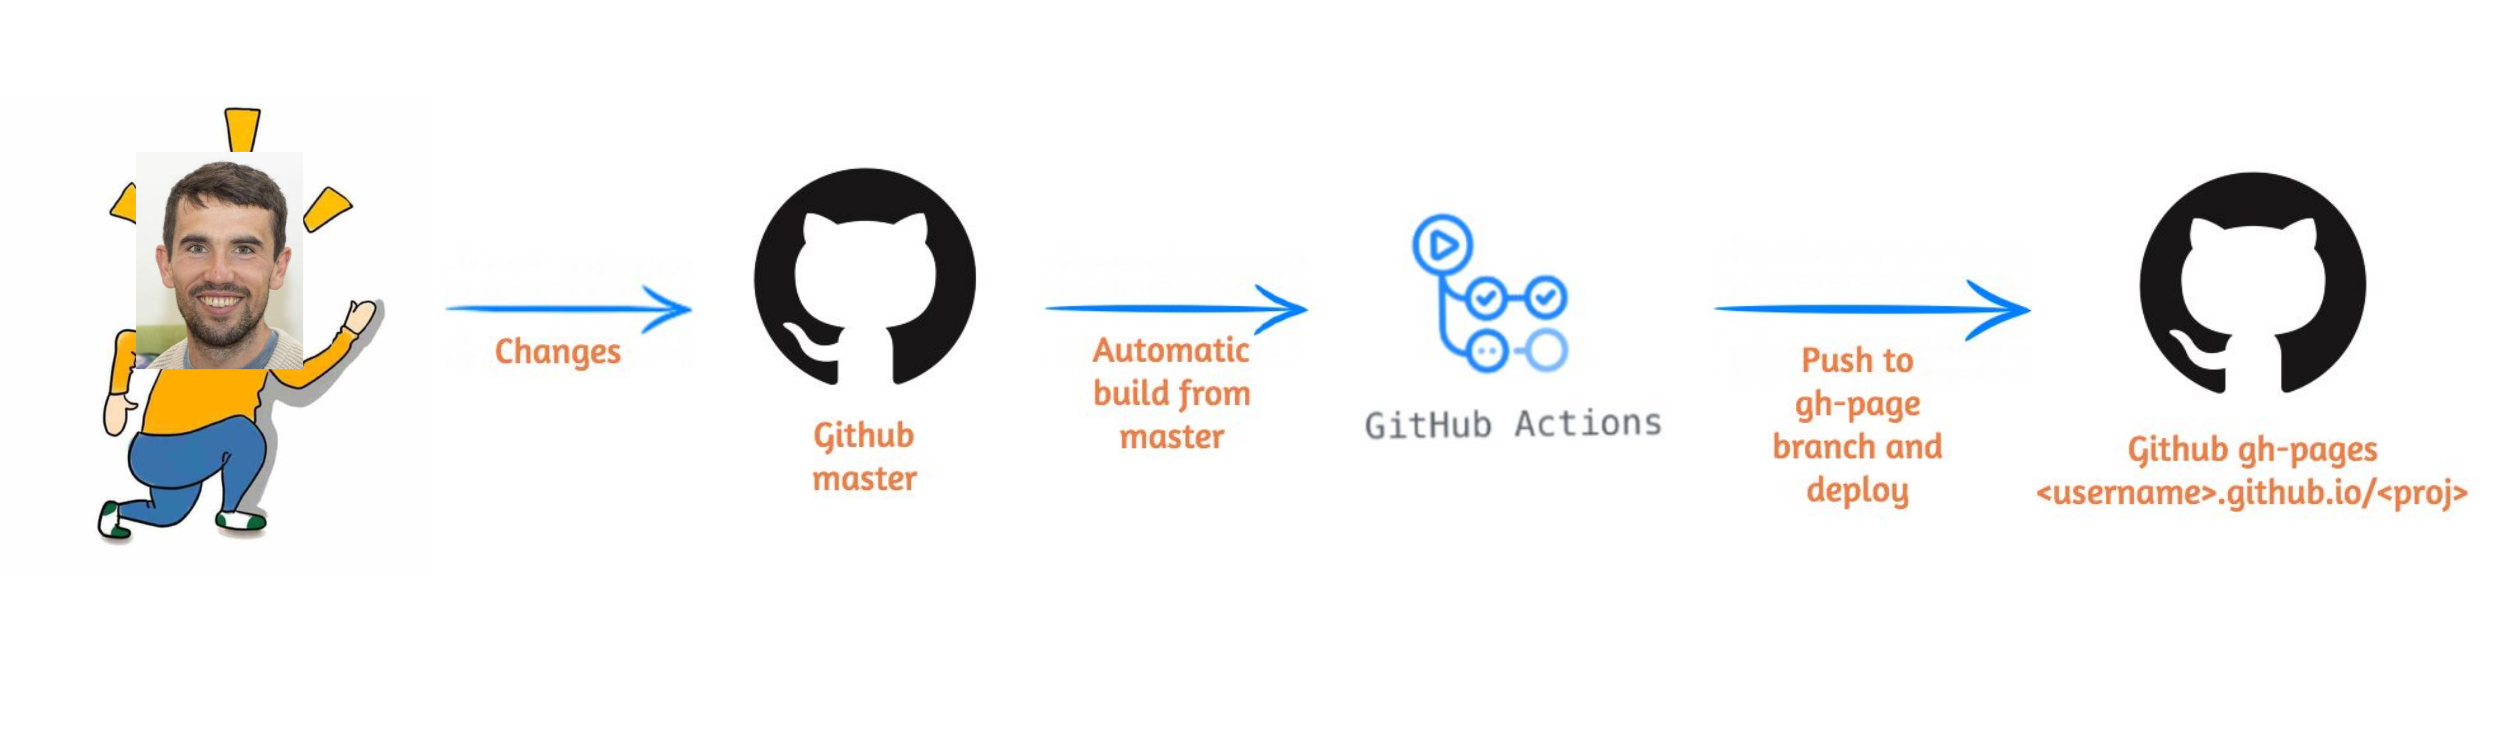 Changes
Github
master
Automatic
build from
master
GitHub Actions
Push to
gh-page
branch and
deploy
Github gh-pages
<username>.github.io/<proj>